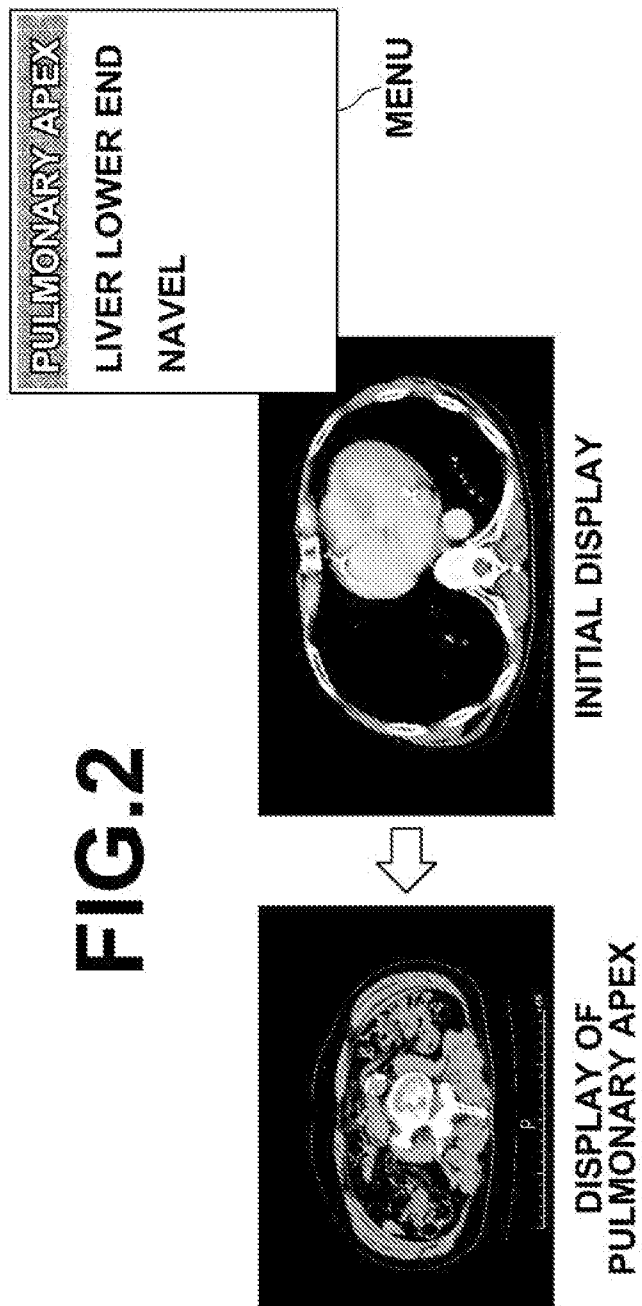 FIG.2
PULMONARY APEX
LIVER LOWER END
NAVEL
MENU
INITIAL DISPLAY
DISPLAY OF
PULMONARY APEX